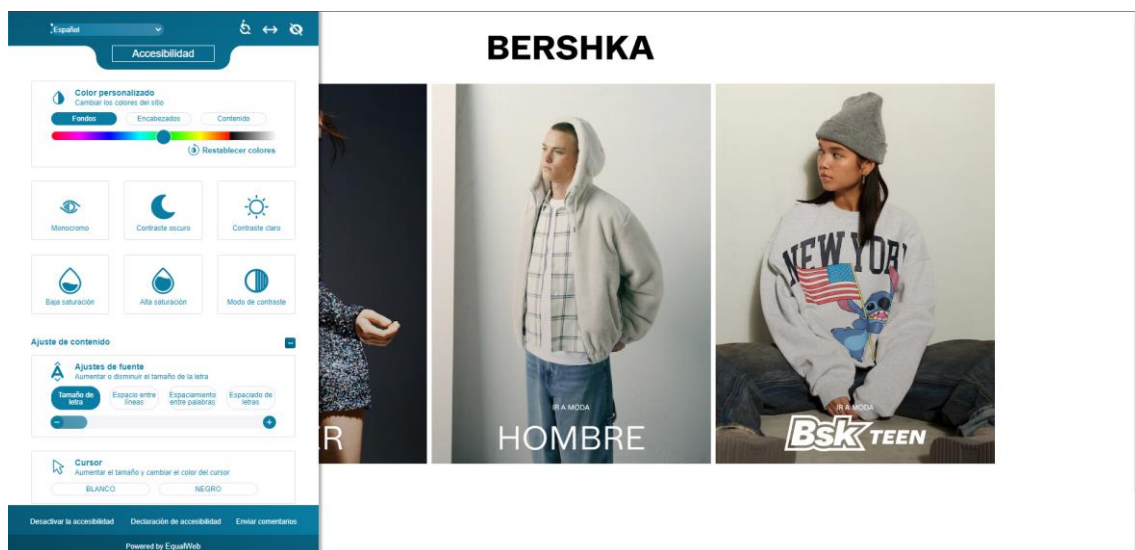 Español
Accesibilidad
Color personalizado
Cambiar los colores del sitio
Fondos
Encabezados
Contenido
Restablecer colores
Monocromo
Contraste oscuro
Contraste claro
Baja saturación
Alta saturación
Modo de contraste
Ajuste de contenido
Ajustes de fuente
Aumentar o disminuir el tamaño de la letra
Tamaño de
letra
Espacio entre
líneas
Espaciamiento
entre palabras
Espaciado de
letras
Cursor
Aumentar el tamaño y cambiar el color del cursor
BLANCO
NEGRO
Desactivar la accesibilidad
Declaración de accesibilidad
Enviar comentarios
Powered by EqualWeb
BERSHKA
ER
IR A MODA
HOMBRE
NEW YOR
IR A MODA
Bsk TEEN